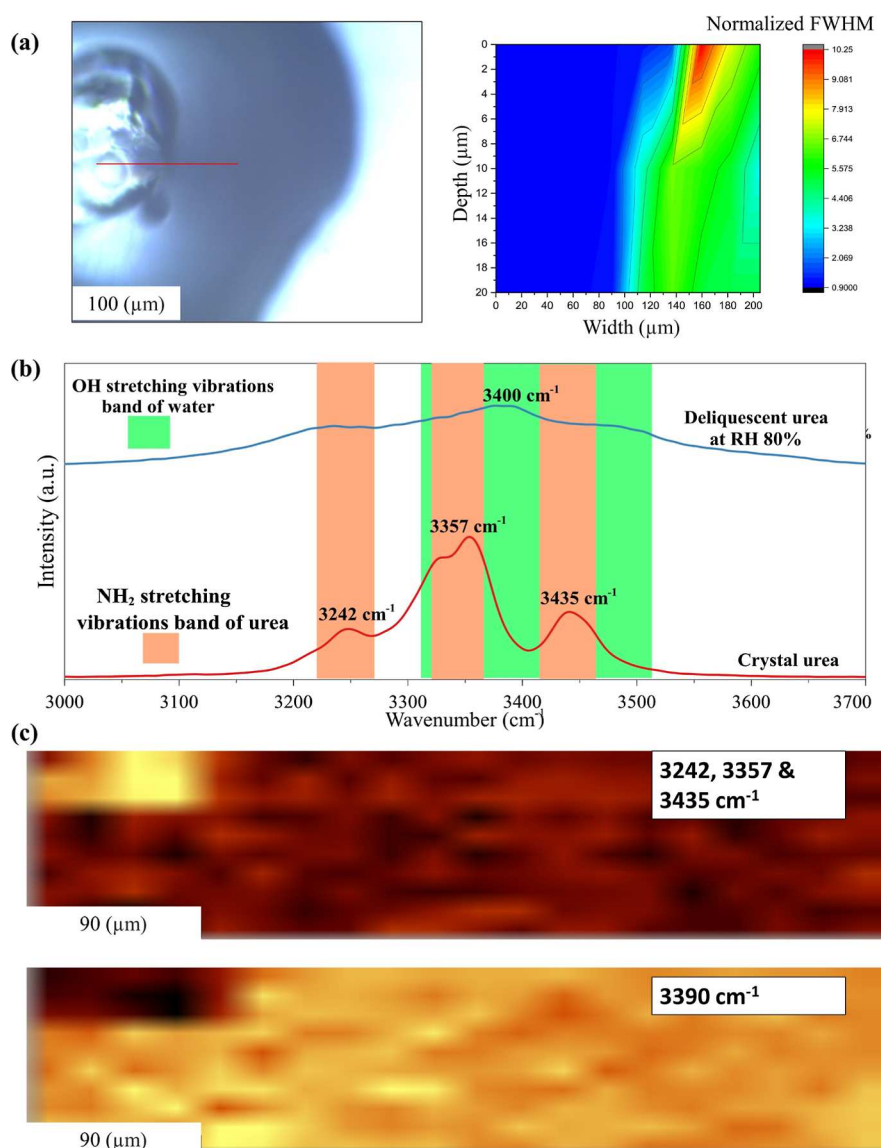 (a)
100 (µm)
Normalized FWHM
Depth [µm]
0
2
4
6
8
10
12
14
16
18
20
0 20 40 60 80 100 120 140 160 180 200
Width [µm]
10.25
9.081
7.913
6.744
5.575
4.406
3.238
2.069
0.9000
(b)
OH stretching vibrations
band of water
3400 cm⁻¹
Deliquescent urea
at RH 80%
%
Intensity (a.u.)
3357 cm⁻¹
NH₂ stretching
vibrations band of urea
3242 cm⁻¹
3435 cm⁻¹
Crystal urea
3000 3100 3200 3300 3400 3500 3600 3700
Wavenumber (cm⁻¹)
(c)
3242, 3357 &
3435 cm⁻¹
90 (µm)
3390 cm⁻¹
90 (µm)